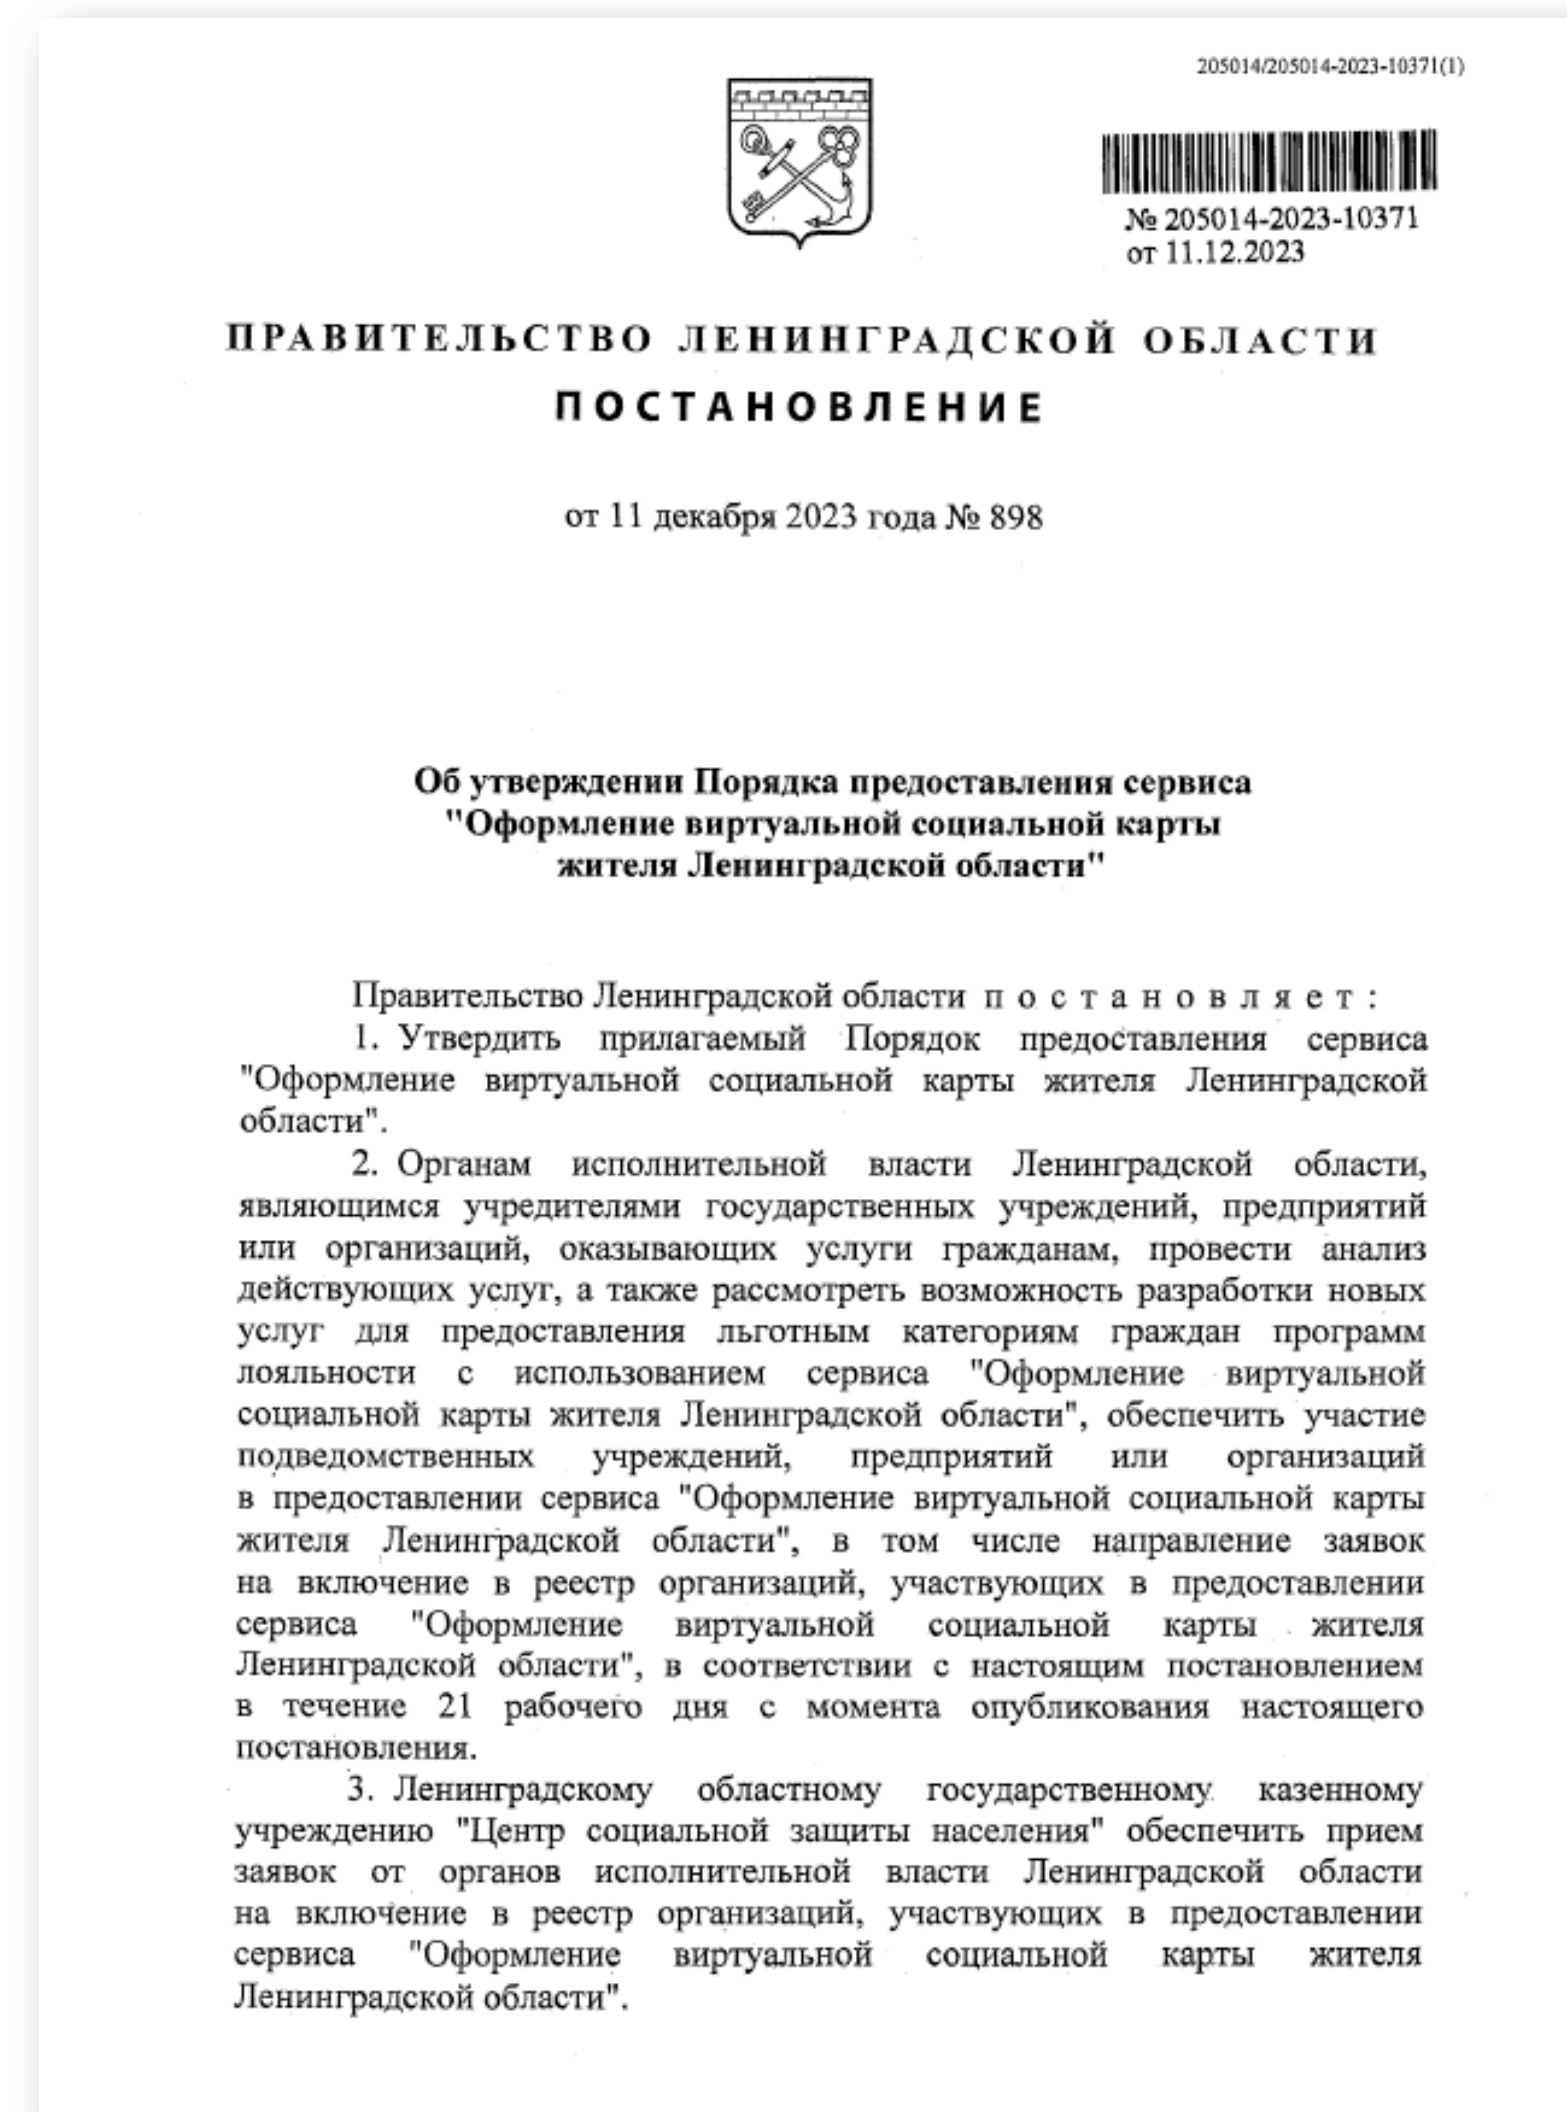 205014/205014-2023-10371(1)
№ 205014-2023-10371
от 11.12.2023
ПРАВИТЕЛЬСТВО ЛЕНИНГРАДСКОЙ ОБЛАСТИ
ПОСТАНОВЛЕНИЕ
от 11 декабря 2023 года № 898
Об утверждении Порядка предоставления сервиса
"Оформление виртуальной социальной карты
жителя Ленинградской области"
Правительство Ленинградской области п о с т а н о в л я е т :
1. Утвердить прилагаемый Порядок предоставления сервиса
"Оформление виртуальной социальной карты жителя Ленинградской
области".
2. Органам исполнительной власти Ленинградской области,
являющимся учредителями государственных учреждений, предприятий
или организаций, оказывающих услуги гражданам, провести анализ
действующих услуг, а также рассмотреть возможность разработки новых
услуг для предоставления льготным категориям граждан программ
лояльности с использованием сервиса "Оформление виртуальной
социальной карты жителя Ленинградской области", обеспечить участие
подведомственных учреждений, предприятий или организаций
в предоставлении сервиса "Оформление виртуальной социальной карты
жителя Ленинградской области", в том числе направление заявок
на включение в реестр организаций, участвующих в предоставлении
сервиса "Оформление виртуальной социальной карты жителя
Ленинградской области", в соответствии с настоящим постановлением
в течение 21 рабочего дня с момента опубликования настоящего
постановления.
3. Ленинградскому областному государственному казенному
учреждению "Центр социальной защиты населения" обеспечить прием
заявок от органов исполнительной власти Ленинградской области
на включение в реестр организаций, участвующих в предоставлении
сервиса "Оформление виртуальной социальной карты жителя
Ленинградской области".